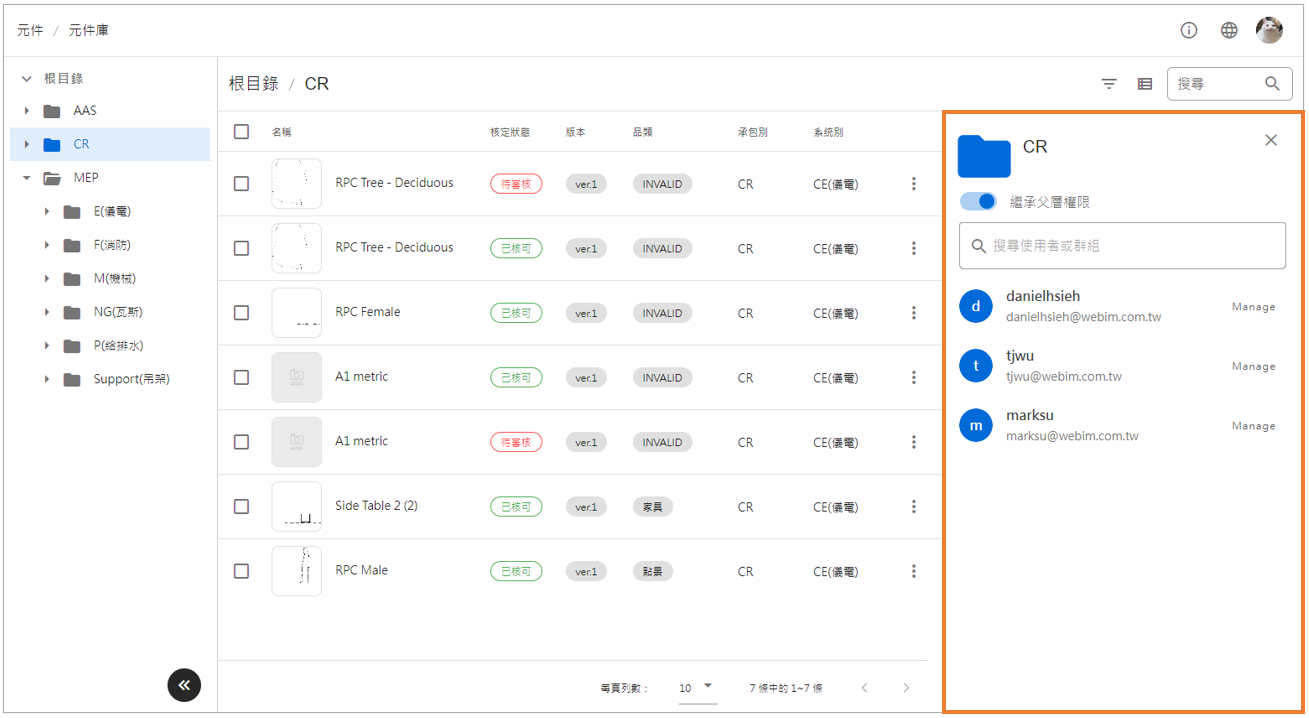 元件 / 元件庫
根目錄
AAS
CR
MEP
E(儀電)
F(消防)
M(機械)
NG(瓦斯)
P(給排水)
Support(吊架)
根目錄 / CR
搜尋
名稱 核定狀態 版本 品類 承包別 系統別
RPC Tree - Deciduous 待審核 ver.1 INVALID CR CE(儀電)
RPC Tree - Deciduous 已核可 ver.1 INVALID CR CE(儀電)
RPC Female 已核可 ver.1 INVALID CR CE(儀電)
A1 metric 已核可 ver.1 INVALID CR CE(儀電)
A1 metric 待審核 ver.1 INVALID CR CE(儀電)
Side Table 2 (2) 已核可 ver.1 家具 CR CE(儀電)
RPC Male 已核可 ver.1 點景 CR CE(儀電)
每頁列數： 10 7 條中的 1~7 條
CR
繼承父層權限
搜尋使用者或群組
d danielhsieh Manage
danielhsieh@webim.com.tw
t tjwu Manage
tjwu@webim.com.tw
m marksu Manage
marksu@webim.com.tw